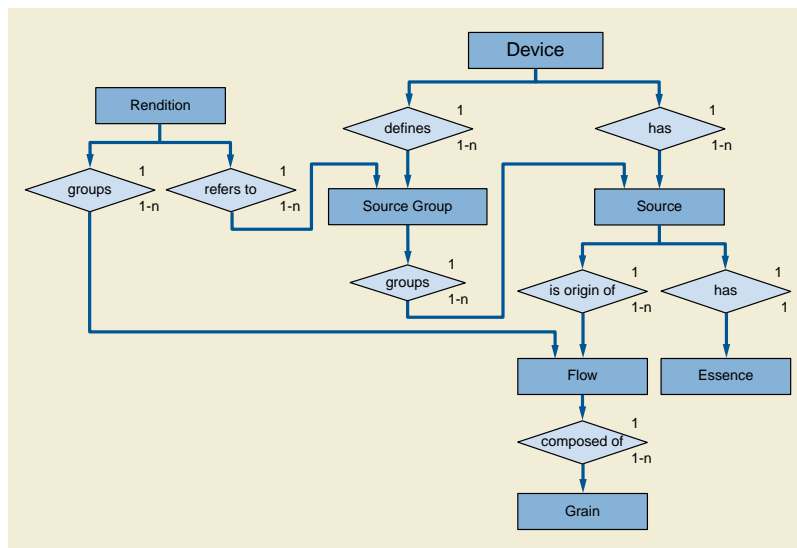 Device
Rendition
1
defines
1-n
1
has
1-n
1
groups
1-n
1
refers to
1-n
Source Group
Source
1
groups
1-n
1
is origin of
1-n
1
has
1
Flow
Essence
1
composed of
1-n
Grain